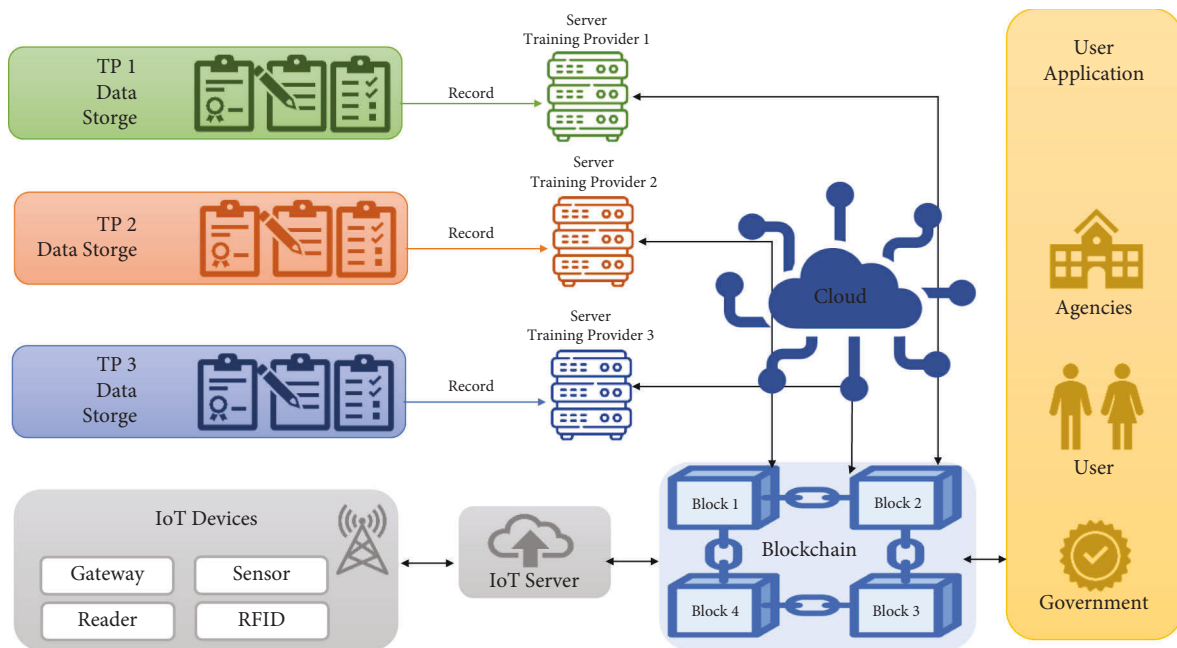 TP 1
Data
Storge
Record
Server
Training Provider 1
TP 2
Data Storge
Record
Server
Training Provider 2
TP 3
Data
Storge
Record
Server
Training Provider 3
Cloud
IoT Devices
Gateway
Sensor
Reader
RFID
IoT Server
Block 1
Block 2
Blockchain
Block 4
Block 3
User
Application
Agencies
User
Government